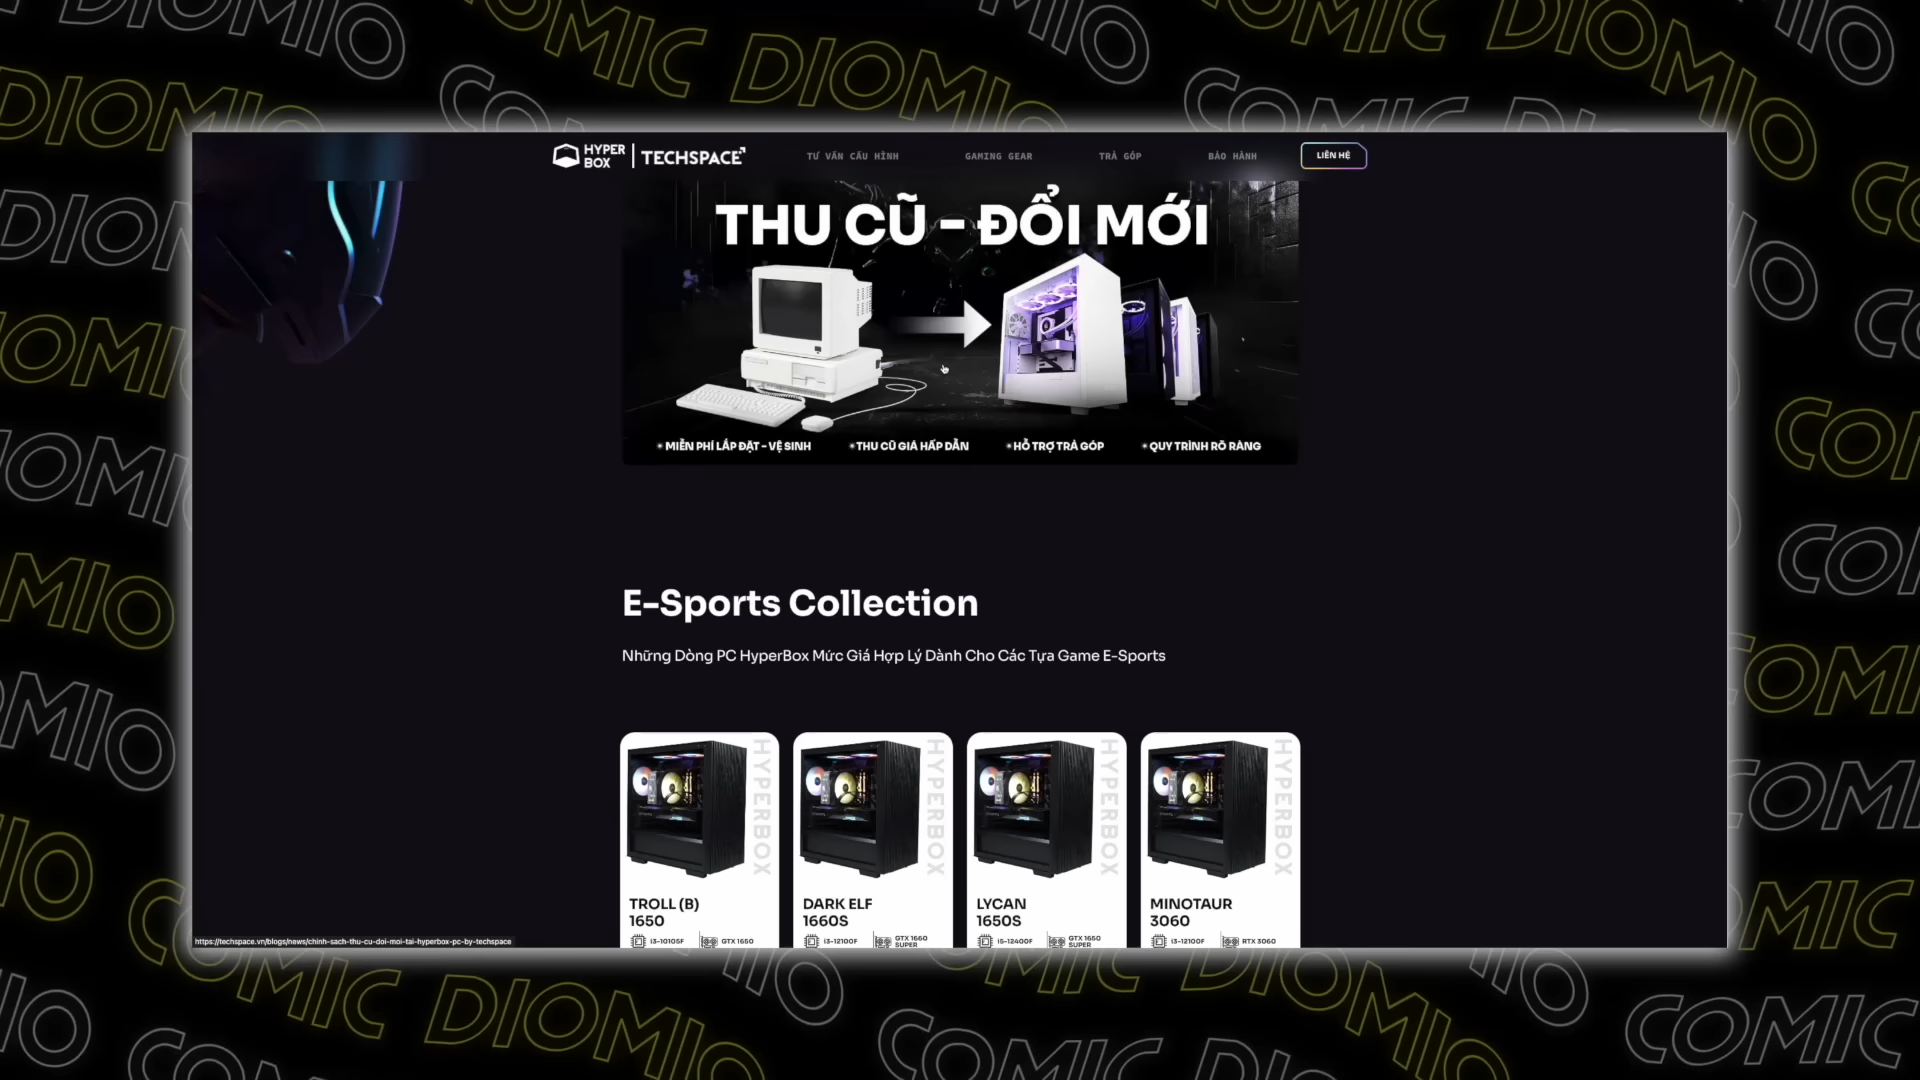 HYPER BOX | TECHSPACE
TƯ VẤN CẤU HÌNH
GAMING GEAR
TRẢ GÓP
BẢO HÀNH
LIÊN HỆ
THU CŨ - ĐỔI MỚI
* MIỄN PHÍ LẮP ĐẶT - VỆ SINH
* THU CŨ GIÁ HẤP DẪN
* HỖ TRỢ TRẢ GÓP
* QUY TRÌNH RÕ RÀNG
E-Sports Collection
Những Dòng PC HyperBox Mức Giá Hợp Lý Dành Cho Các Tựa Game E-Sports
HYPERBOX
HYPERBOX
HYPERBOX
HYPERBOX
TROLL (B)
1650
i3-10105F
GTX 1650
DARK ELF
1660S
i3-12100F
GTX 1660 SUPER
LYCAN
1650S
i5-12400F
GTX 1650 SUPER
MINOTAUR
3060
i3-12100F
RTX 3060
https://techspace.vn/blogs/news/chinh-sach-thu-cu-doi-moi-tai-hyperbox-pc-by-techspace
COMIC DIOMIO